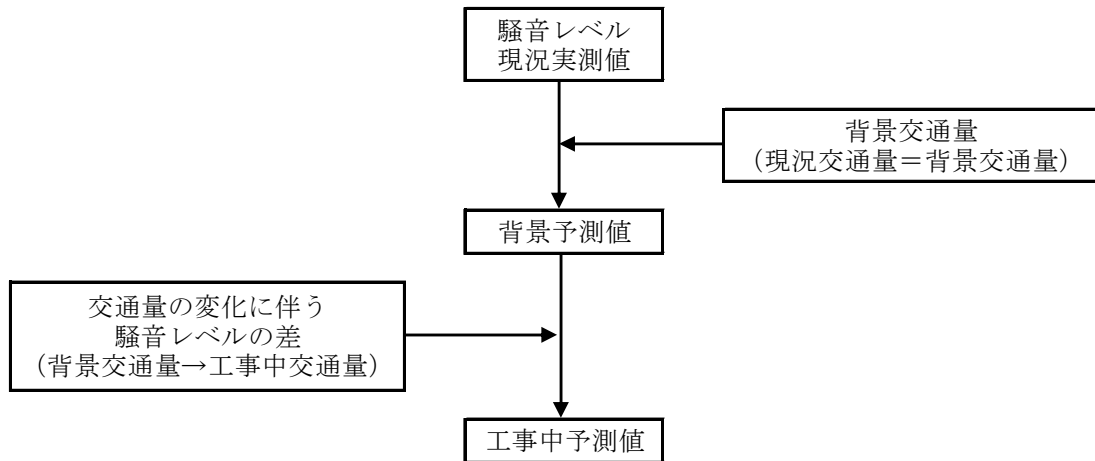 騒音レベル
現況実測値
背景交通量
（現況交通量＝背景交通量）
背景予測値
交通量の変化に伴う
騒音レベルの差
（背景交通量→工事中交通量）
工事中予測値